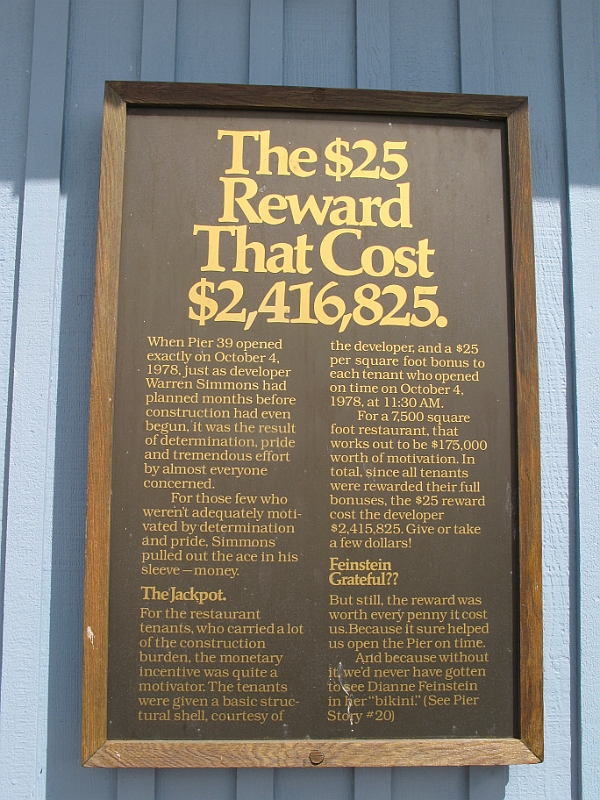 The $25
Reward
That Cost
$2,416,825.
When Pier 39 opened
exactly on October 4,
1978, just as developer
Warren Simmons had
planned months before
construction had even
begun, it was the result
of determination, pride
and tremendous effort
by almost everyone
concerned.
For those few who
weren't adequately moti-
vated by determination
and pride, Simmons
pulled out the ace in his
sleeve—money.
The Jackpot.
For the restaurant
tenants, who carried a lot
of the construction
burden, the monetary
incentive was quite a
motivator. The tenants
were given a basic struc-
tural shell, courtesy of
the developer, and a $25
per square foot bonus to
each tenant who opened
on time on October 4,
1978, at 11:30 AM.
For a 7,500 square
foot restaurant, that
works out to be $175,000
worth of motivation. In
total, since all tenants
were rewarded their full
bonuses, the $25 reward
cost the developer
$2,415,825. Give or take
a few dollars!
Feinstein
Grateful??
But still, the reward was
worth every penny it cost
us. Because it sure helped
us open the Pier on time.
And because without
it, we'd never have gotten
to see Dianne Feinstein
in her "bikini." (See Pier
Story #20)